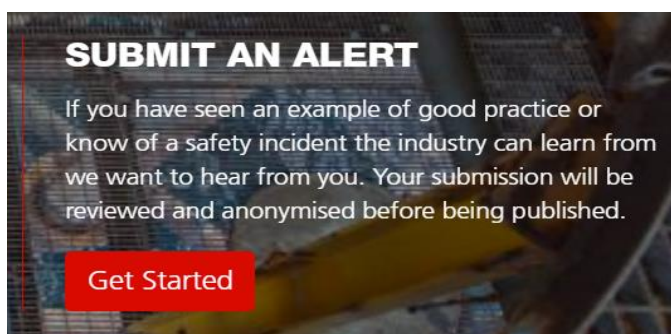 SUBMIT AN ALERT
If you have seen an example of good practice or
know of a safety incident the industry can learn from
we want to hear from you. Your submission will be
reviewed and anonymised before being published.
Get Started